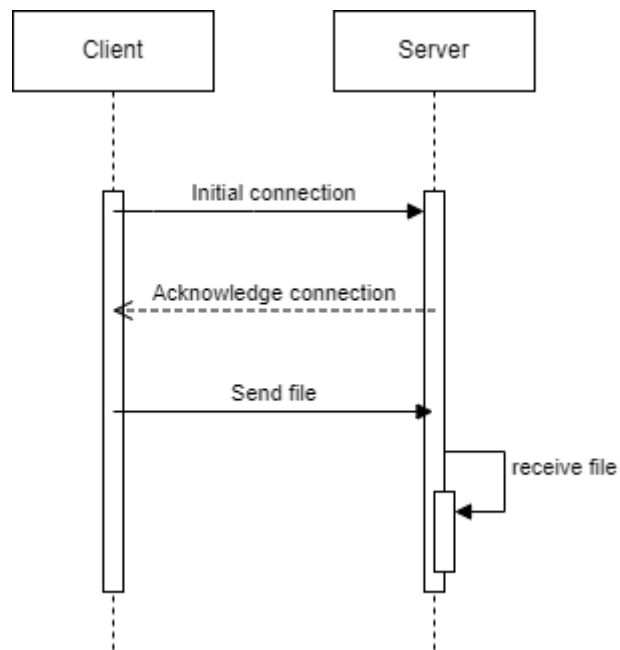 Client
Server
Initial connection
Acknowledge connection
Send file
receive file